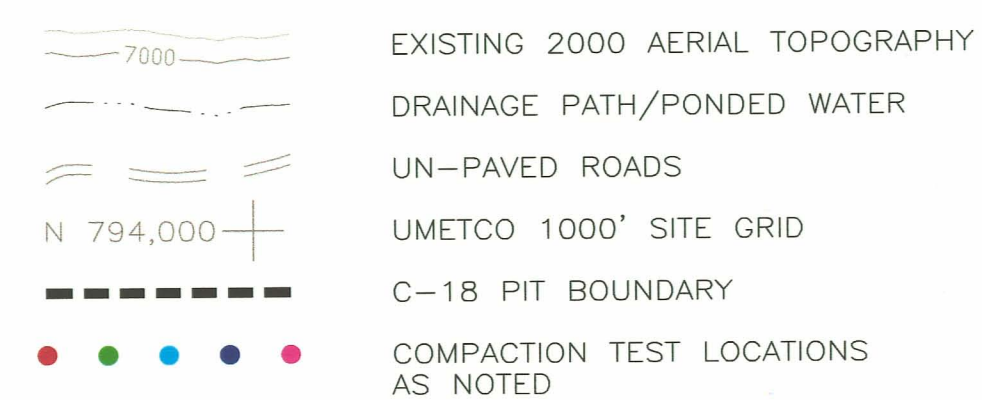 EXISTING 2000 AERIAL TOPOGRAPHY
7000
DRAINAGE PATH/PONDED WATER
UN-PAVED ROADS
N 794,000
UMETCO 1000' SITE GRID
C-18 PIT BOUNDARY
COMPACTION TEST LOCATIONS
AS NOTED